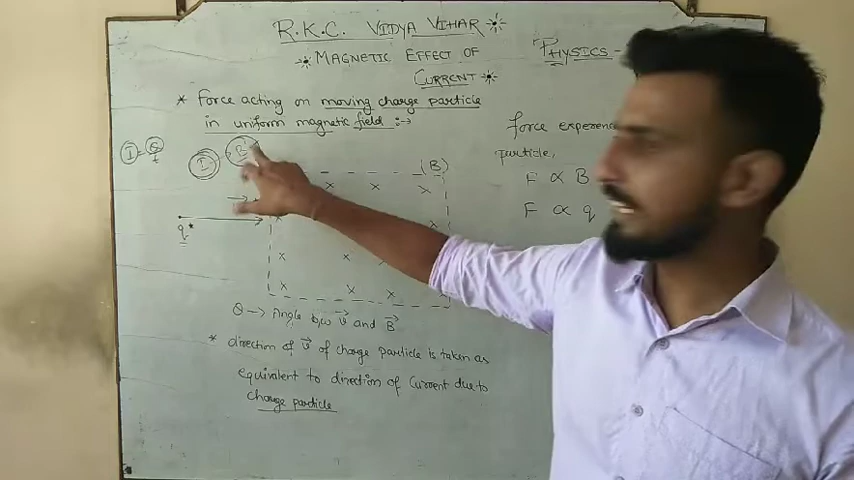 R.K.C. VIDYA VIHAR
MAGNETIC EFFECT OF
CURRENT
PHYSICS-
* Force acting on moving charge particle
in uniform magnetic field :→
I = Q/t
I
B
(B)
q
θ → Angle b/w v⃗ and B⃗
* direction of v⃗ of charge particle is taken as
equivalent to direction of current due to
charge particle
force experience
particle,
F ∝ B
F ∝ q